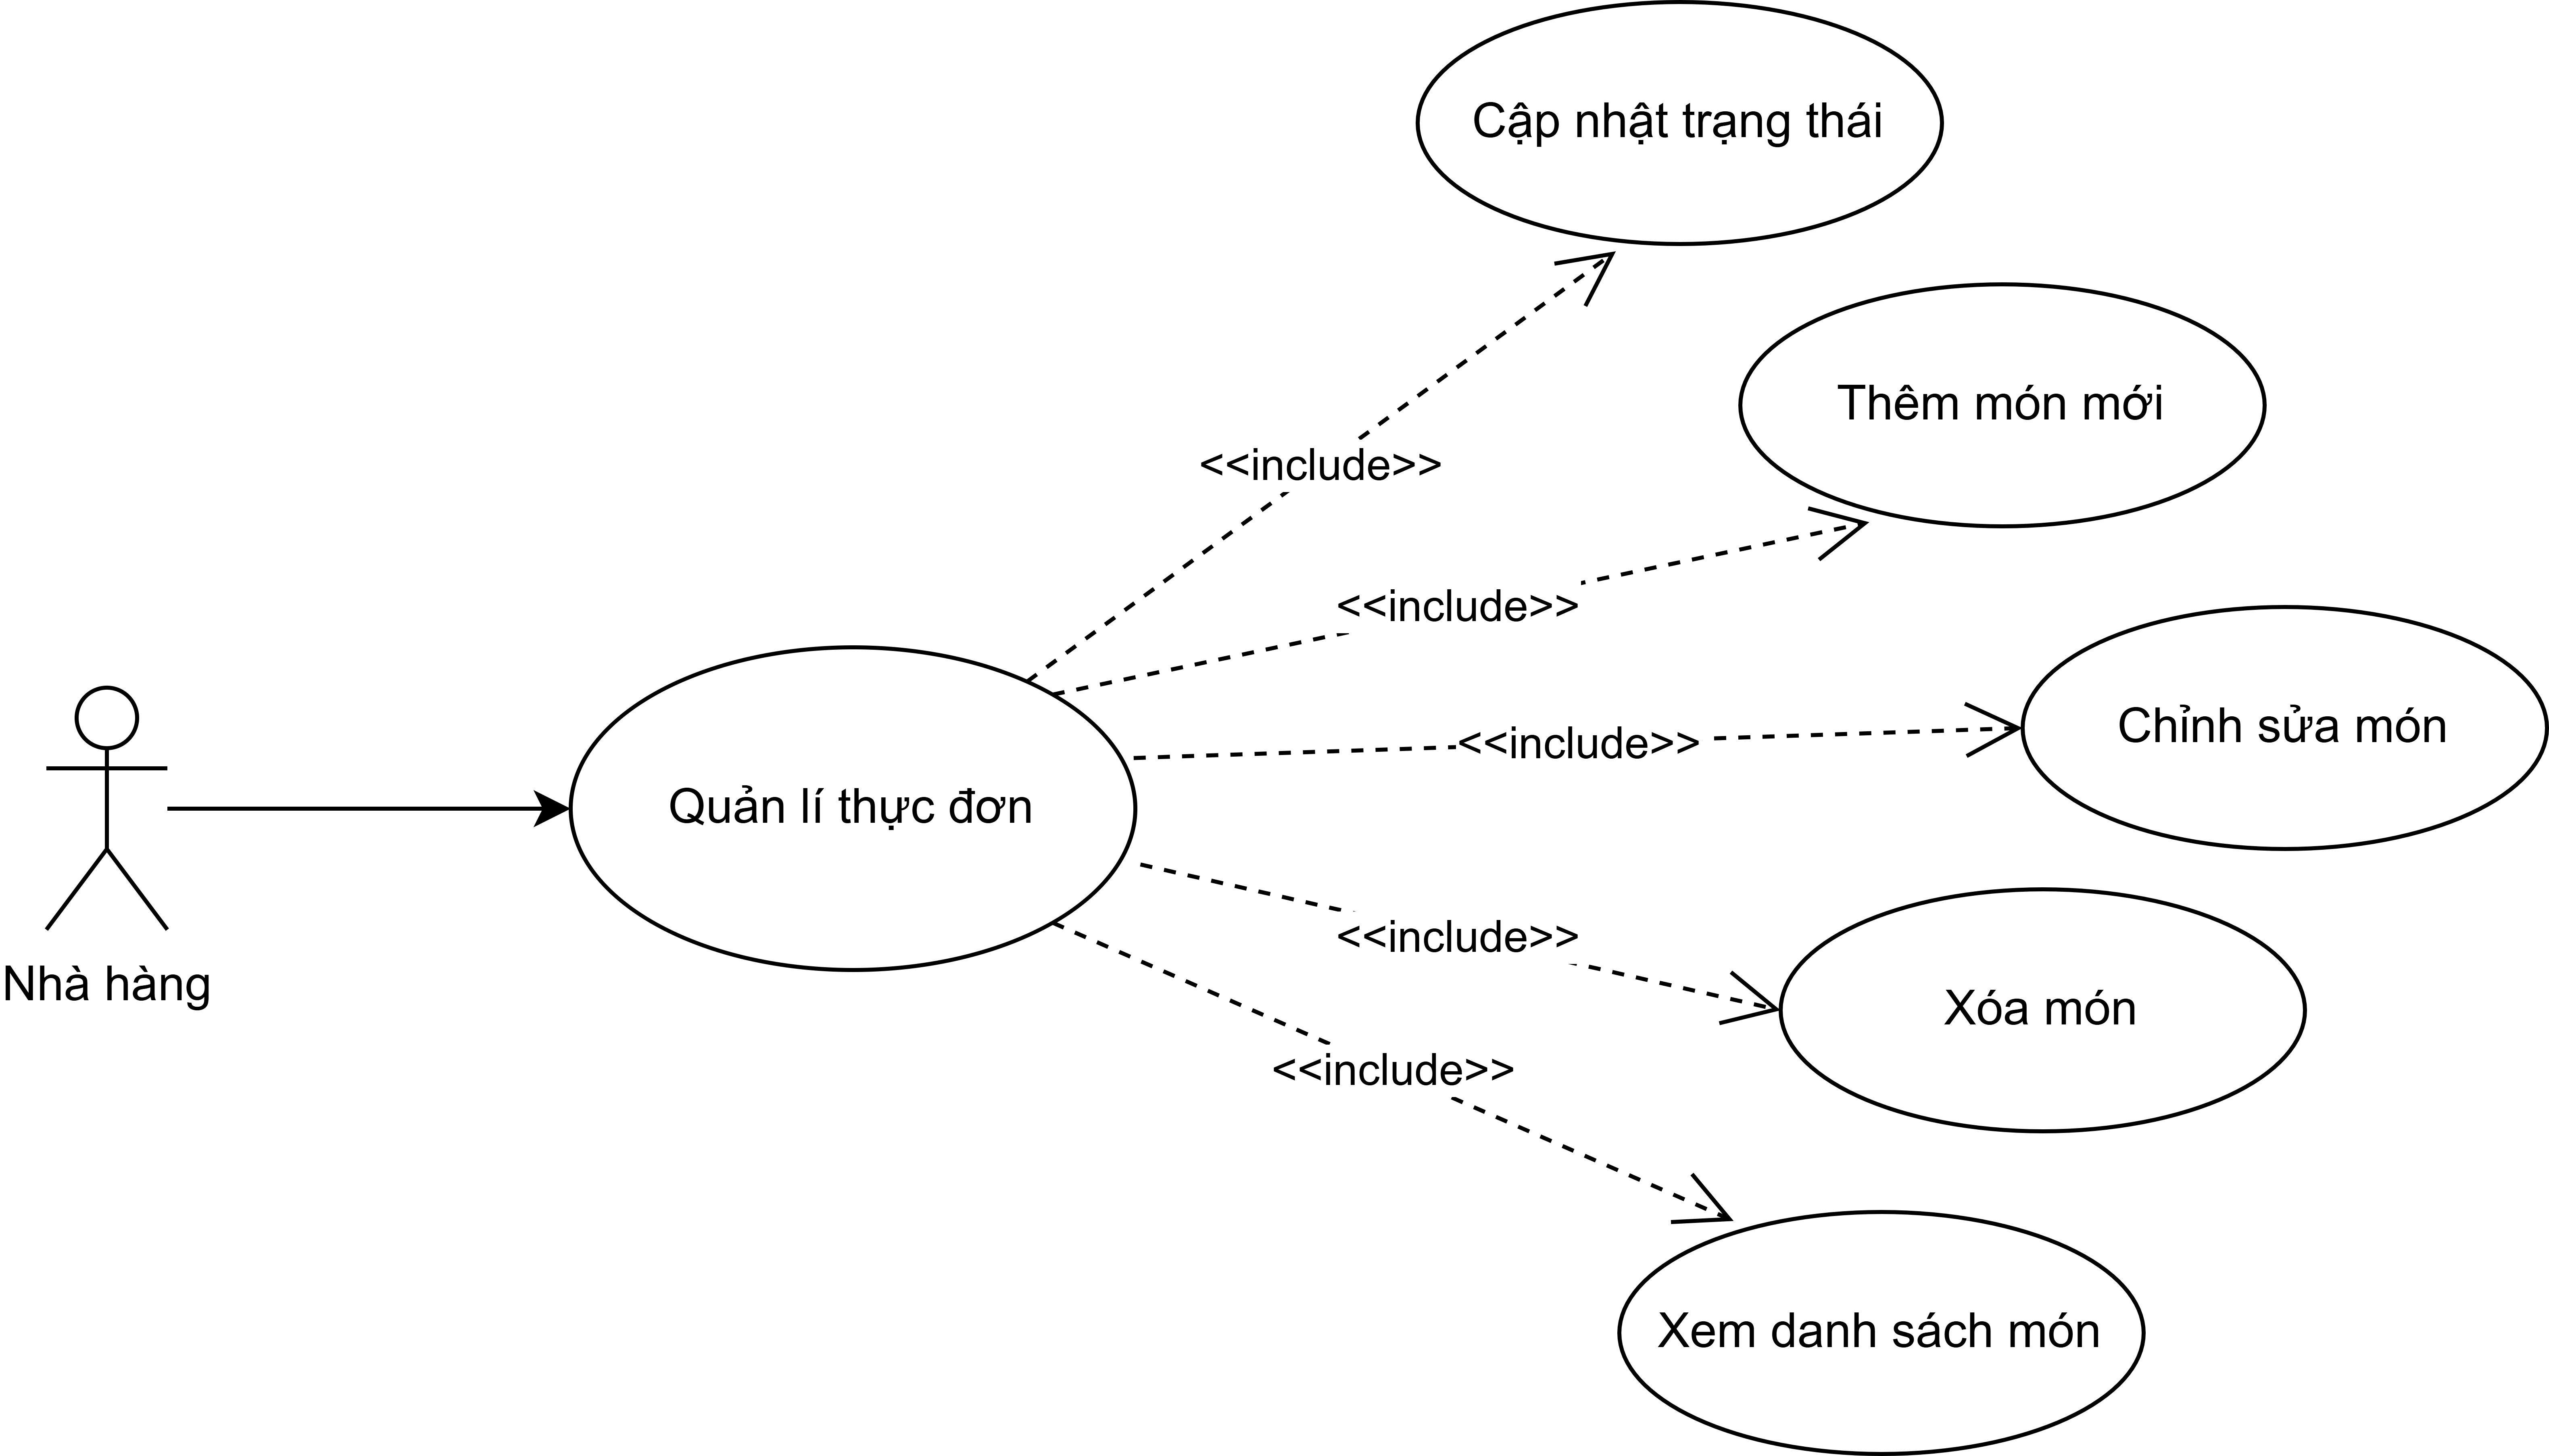 Cập nhật trạng thái
Thêm món mới
<<include>>
<<include>>
Chỉnh sửa món
<<include>>
Quản lí thực đơn
<<include>>
Nhà hàng
Xóa món
<<include>>
Xem danh sách món